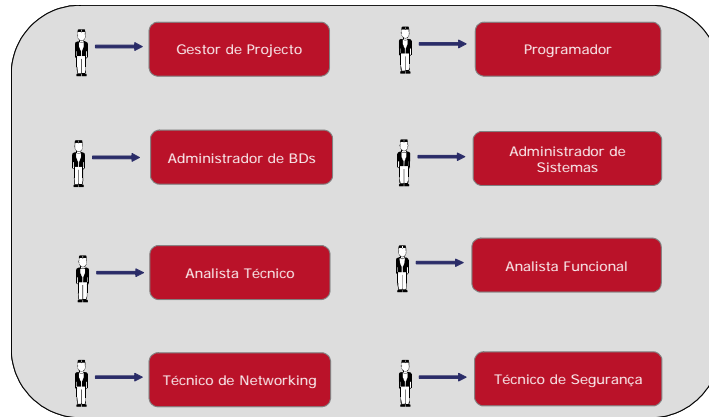 Gestor de Projecto
Programador
Administrador de BDs
Administrador de
Sistemas
Analista Técnico
Analista Funcional
Técnico de Networking
Técnico de Segurança